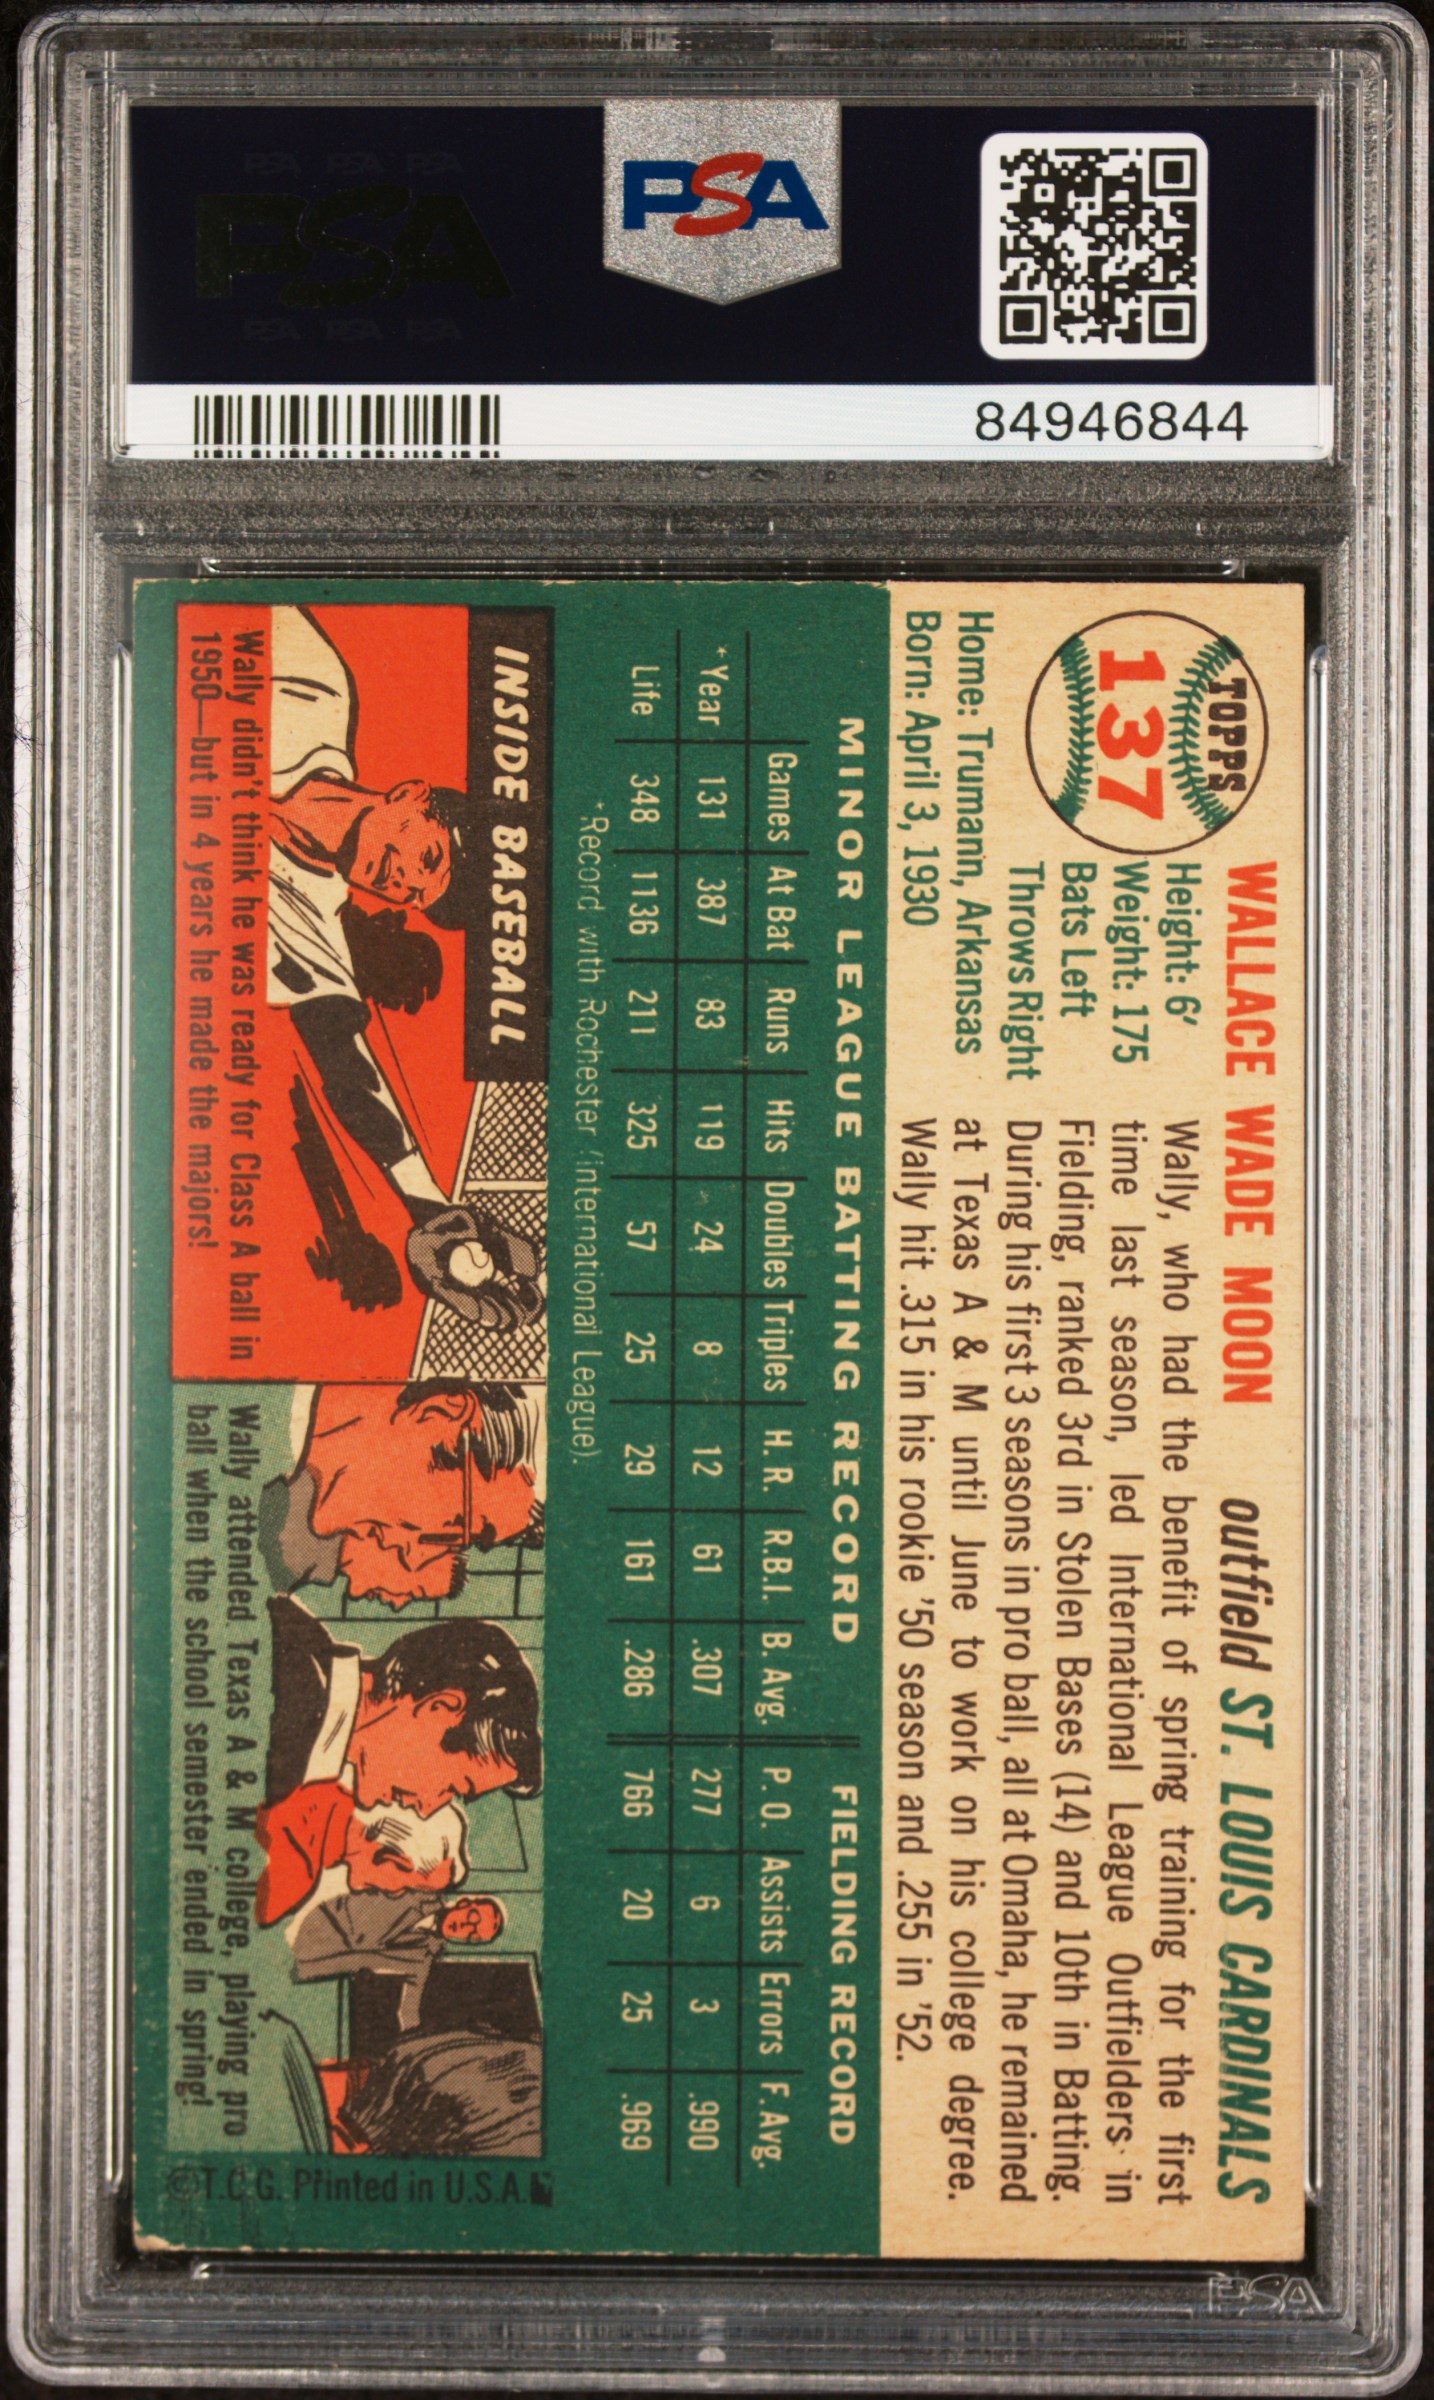 PSA PSA PSA
PSA
PSA PSA PSA
PSA
84946844
TOPPS
137
WALLACE WADE MOON outfield ST. LOUIS CARDINALS
Height: 6'
Weight: 175
Bats Left
Throws Right
Home: Trumann, Arkansas
Born: April 3, 1930
Wally, who had the benefit of spring training for the first
time last season, led International League Outfielders in
Fielding, ranked 3rd in Stolen Bases (14) and 10th in Batting.
During his first 3 seasons in pro ball, all at Omaha, he remained
at Texas A & M until June to work on his college degree.
Wally hit .315 in his rookie '50 season and .255 in '52.
MINOR LEAGUE BATTING RECORD FIELDING RECORD
Games At Bat Runs Hits Doubles Triples H. R. R.B.I. B. Avg. P. O. Assists Errors F. Avg.
*Year 131 387 83 119 24 8 12 61 .307 277 6 3 .990
Life 348 1136 211 325 57 25 29 161 .286 766 20 25 .969
*Record with Rochester (International League).
INSIDE BASEBALL
Wally didn't think he was ready for Class A ball in
1950—but in 4 years he made the majors!
Wally attended Texas A & M college, playing pro
ball when the school semester ended in spring!
©T.C.G. Printed in U.S.A.
PSA